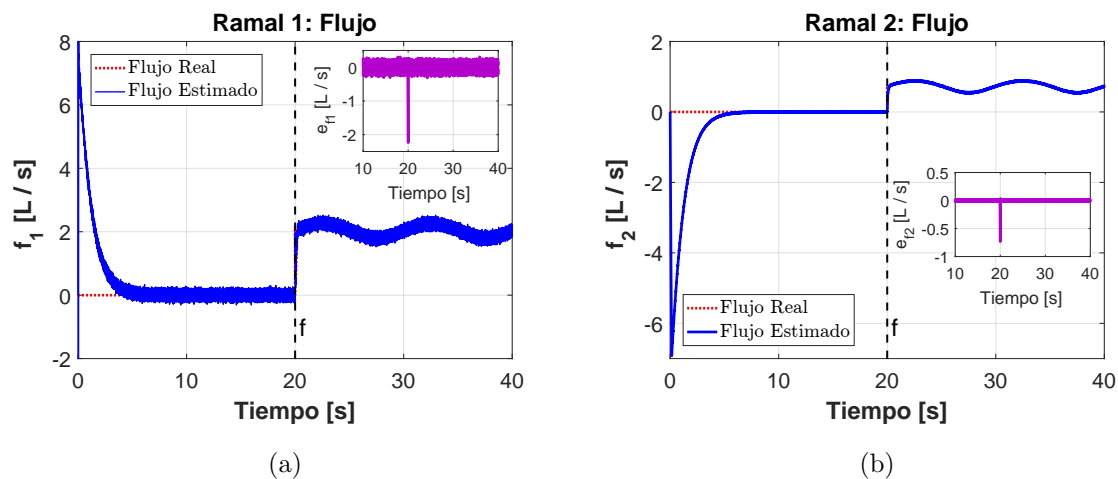 Ramal 1: Flujo
8
6
4
2
0
-2
f₁ [L / s]
Flujo Real
Flujo Estimado
0
-1
-2
e_f1 [L / s]
10 20 30 40
Tiempo [s]
f
0 10 20 30 40
Tiempo [s]
(a)
Ramal 2: Flujo
2
0
-2
-4
-6
f₂ [L / s]
0.5
0
-0.5
-1
e_f2 [L / s]
10 20 30 40
Tiempo [s]
Flujo Real
Flujo Estimado
f
0 10 20 30 40
Tiempo [s]
(b)